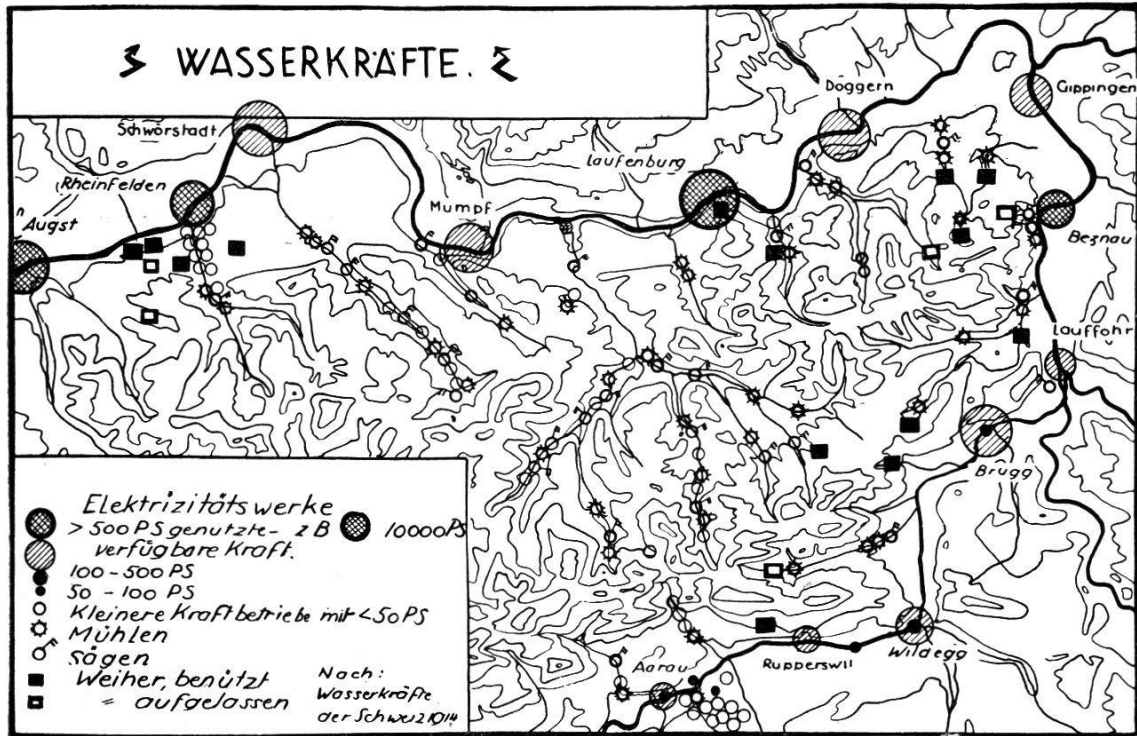 WASSERKRÄFTE.
Döggern
Gippingen
Schwörstadt
Laufenburg
Rheinfelden
Mumpf
Augst
Beznau
Lauffohr
Brugg
Elektrizitätswerke
>500 PS genutzte- z B 10000 PS
verfügbare Kraft.
100-500 PS
50-100 PS
Kleinere Kraftbetriebe mit <50 PS
Mühlen
Sägen
Weiher, benützt
" aufgelassen
Nach:
Wasserkräfte
der Schweiz 1914
Aarau
Rupperswil
Wildegg